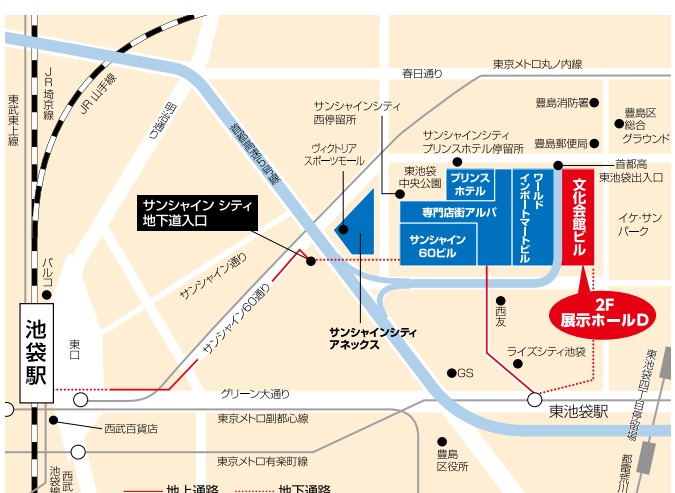 東武東上線
JR埼京線
JR山手線
明治通り
首都高速5号線
春日通り
東京メトロ丸ノ内線
サンシャインシティ
西停留所
ヴィクトリア
スポーツモール
東池袋
中央公園
サンシャインシティ
プリンスホテル停留所
豊島消防署
豊島郵便局
豊島区
総合
グラウンド
首都高
東池袋出入口
サンシャイン シティ
地下道入口
プリンス
ホテル
専門店街アルパ
サンシャイン
60ビル
ワールド
インポートマートビル
文化会館ビル
イケ・サン
パーク
パルコ
サンシャイン通り
サンシャイン60通り
サンシャインシティ
アネックス
2F
展示ホールD
西友
池袋駅
東口
ライズシティ池袋
GS
グリーン大通り
東池袋駅
東池袋四丁目停留場
西武百貨店
東京メトロ副都心線
豊島
区役所
東京メトロ有楽町線
都電荒川
西武
池袋線
地上通路
地下通路